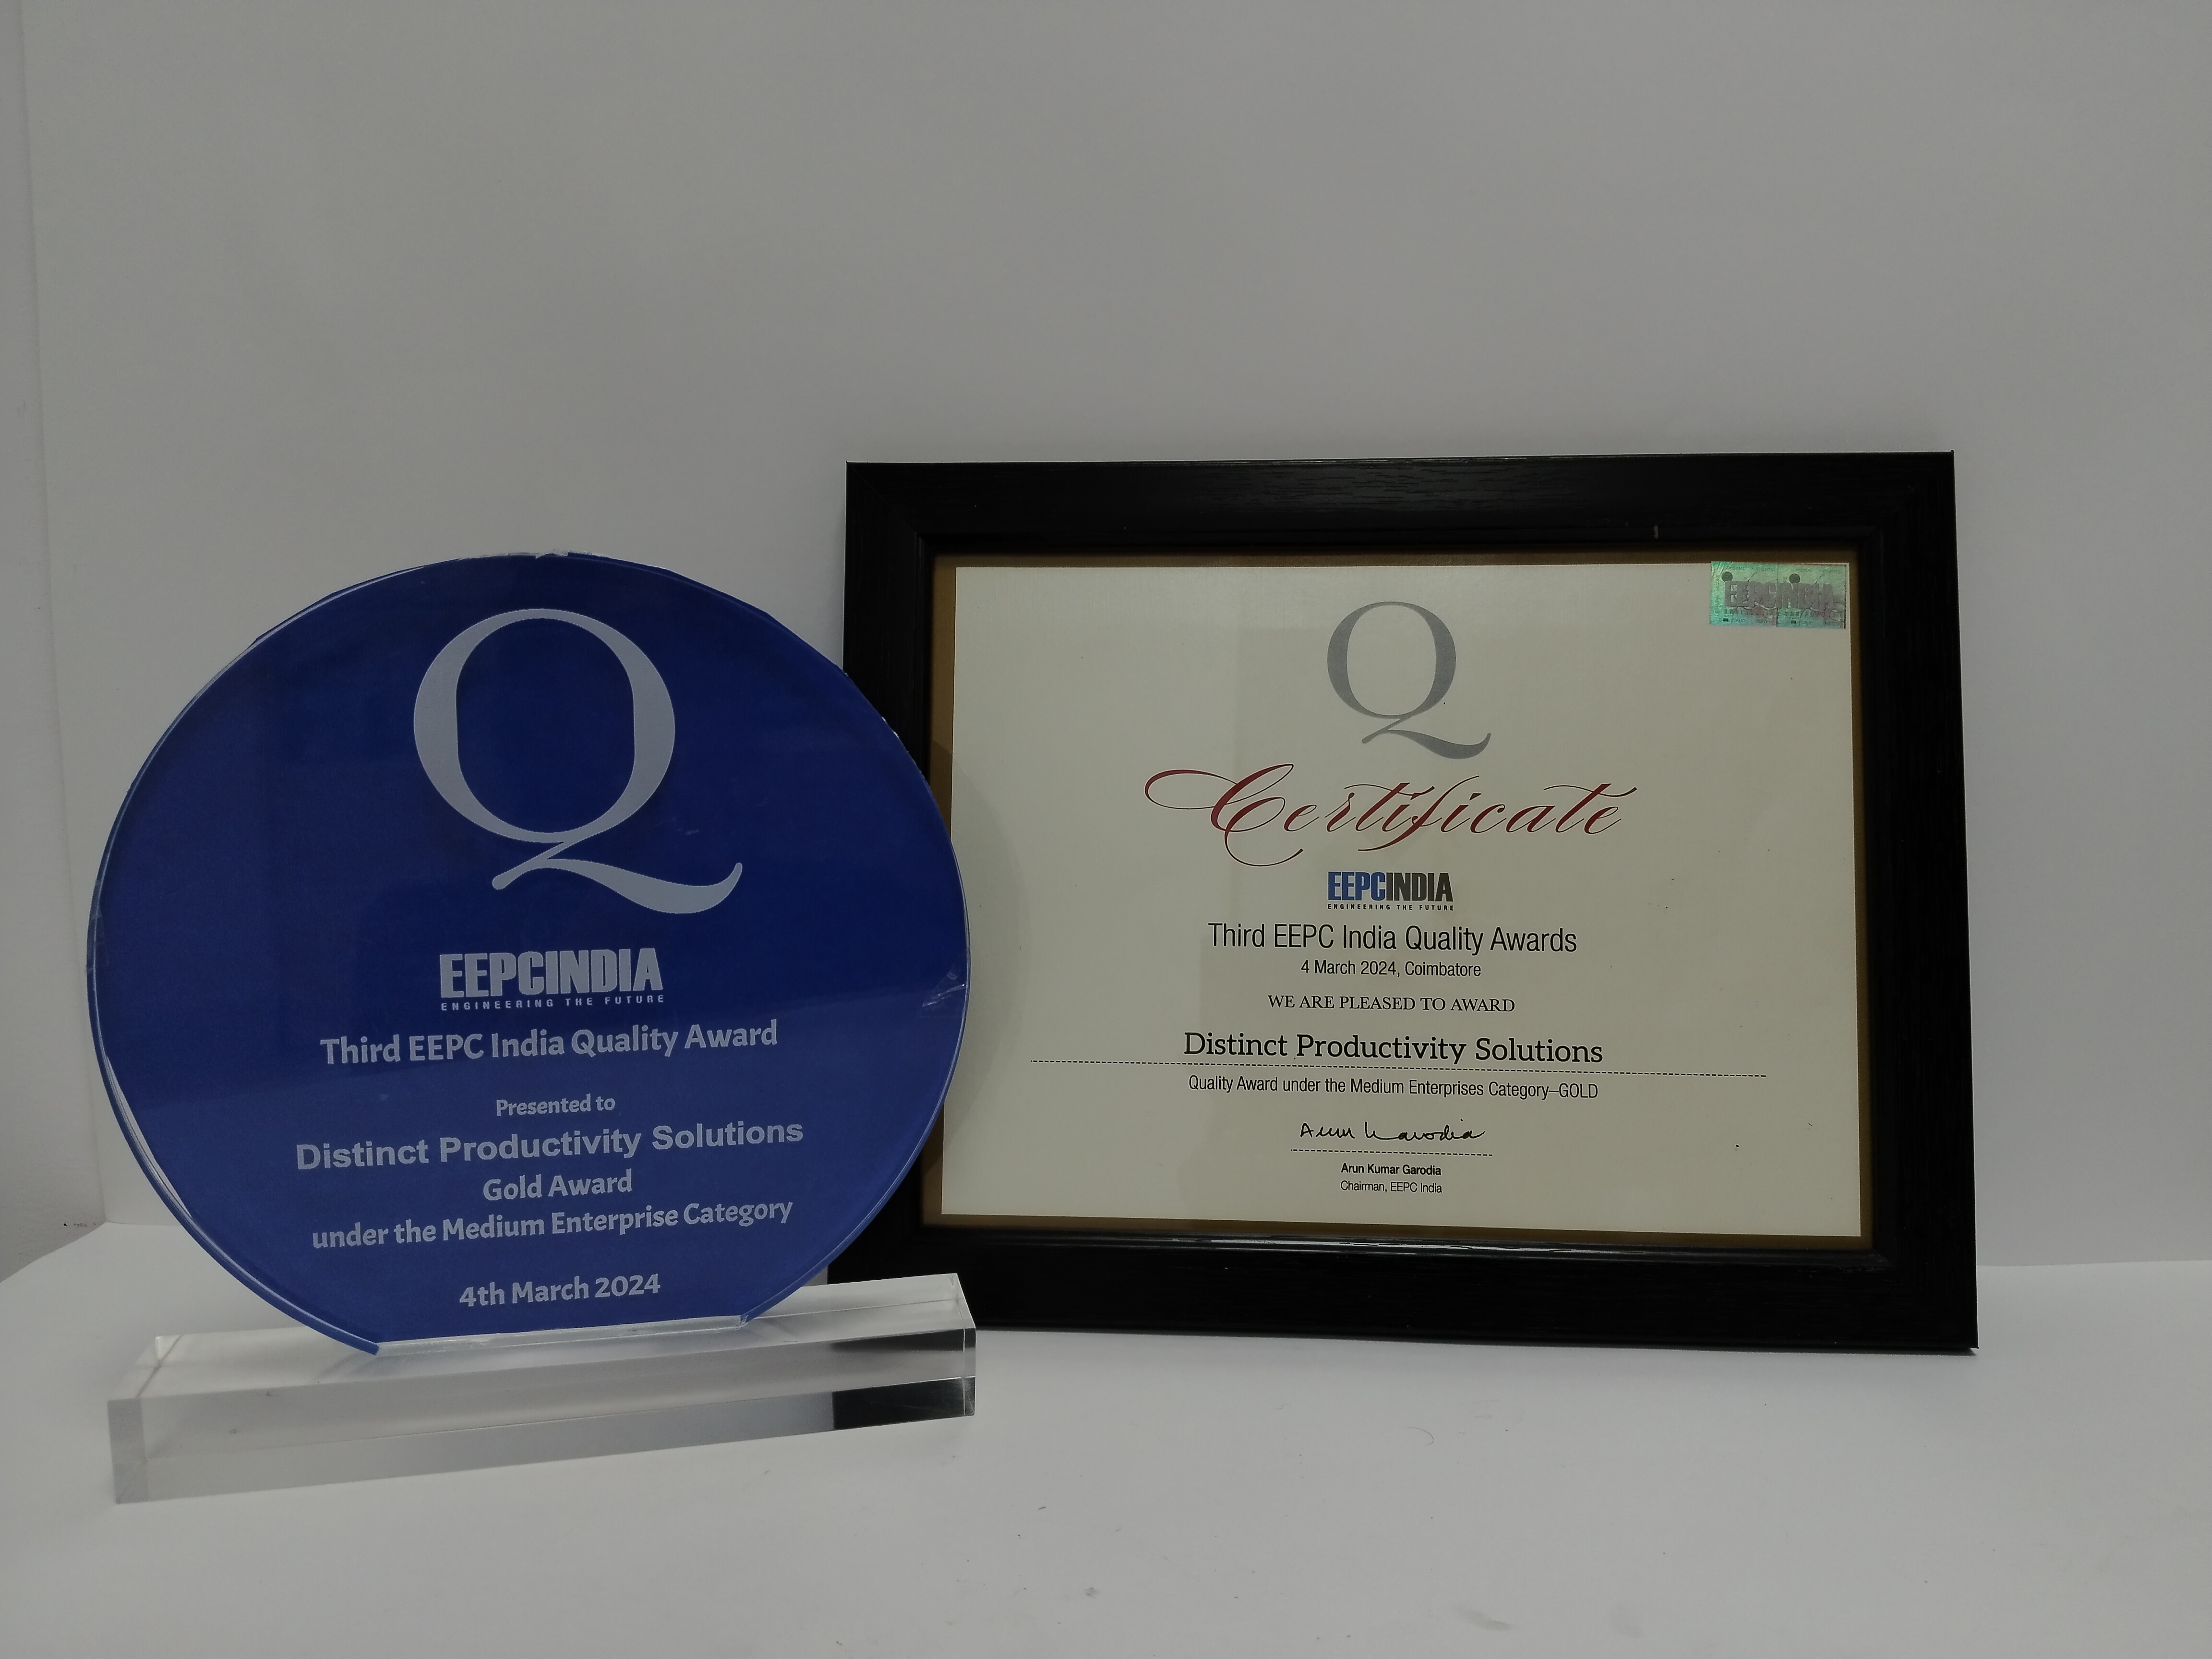 Q
EEPCINDIA
ENGINEERING THE FUTURE
Third EEPC India Quality Award
Presented to
Distinct Productivity Solutions
Gold Award
under the Medium Enterprise Category
4th March 2024
EEPCINDIA
Q
Certificate
EEPCINDIA
ENGINEERING THE FUTURE
Third EEPC India Quality Awards
4 March 2024, Coimbatore
WE ARE PLEASED TO AWARD
Distinct Productivity Solutions
Quality Award under the Medium Enterprises Category–GOLD
Arun Garodia
Arun Kumar Garodia
Chairman, EEPC India